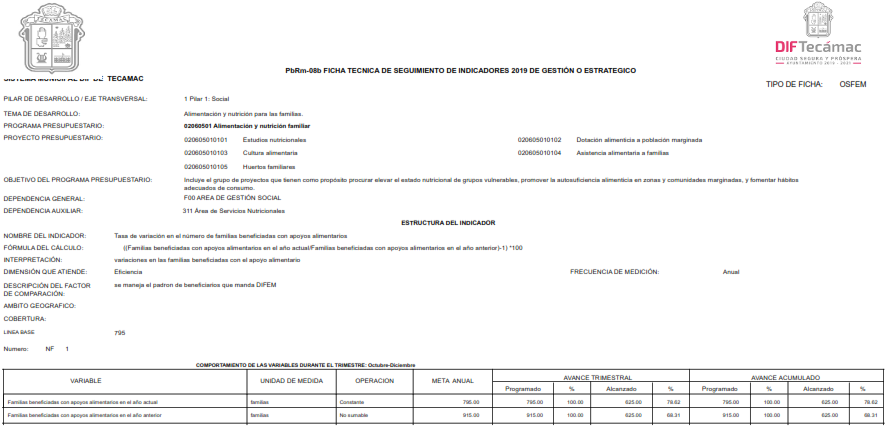 TECAMAC
DIFTecámac
CIUDAD SEGURA Y PRÓSPERA
AYUNTAMIENTO 2019 - 2021
SISTEMA MUNICIPAL DIF DE TECAMAC
PbRm-08b FICHA TECNICA DE SEGUIMIENTO DE INDICADORES 2019 DE GESTIÓN O ESTRATEGICO
TIPO DE FICHA: OSFEM
PILAR DE DESARROLLO / EJE TRANSVERSAL: 1 Pilar 1: Social
TEMA DE DESARROLLO: Alimentación y nutrición para las familias.
PROGRAMA PRESUPUESTARIO: 02060501 Alimentación y nutrición familiar
PROYECTO PRESUPUESTARIO: 020605010101 Estudios nutricionales 020605010102 Dotación alimenticia a población marginada
020605010103 Cultura alimentaria 020605010104 Asistencia alimentaria a familias
020605010105 Huertos familiares
OBJETIVO DEL PROGRAMA PRESUPUESTARIO: Incluye el grupo de proyectos que tienen como propósito procurar elevar el estado nutricional de grupos vulnerables, promover la autosuficiencia alimenticia en zonas y comunidades marginadas, y fomentar hábitos
adecuados de consumo.
DEPENDENCIA GENERAL: F00 AREA DE GESTIÓN SOCIAL
DEPENDENCIA AUXILIAR: 311 Área de Servicios Nutricionales
ESTRUCTURA DEL INDICADOR
NOMBRE DEL INDICADOR: Tasa de variación en el número de familias beneficiadas con apoyos alimentarios
FÓRMULA DEL CALCULO: ((Familias beneficiadas con apoyos alimentarios en el año actual/Familias beneficiadas con apoyos alimentarios en el año anterior)-1) *100
INTERPRETACIÓN: variaciones en las familias beneficiadas con el apoyo alimentario
DIMENSIÓN QUE ATIENDE: Eficiencia FRECUENCIA DE MEDICIÓN: Anual
DESCRIPCIÓN DEL FACTOR se maneja el padron de beneficiarios que manda DIFEM
DE COMPARACIÓN:
AMBITO GEOGRAFICO:
COBERTURA:
LINEA BASE 795
Numero: NF 1
COMPORTAMIENTO DE LAS VARIABLES DURANTE EL TRIMESTRE: Octubre-Diciembre
VARIABLE UNIDAD DE MEDIDA OPERACION META ANUAL AVANCE TRIMESTRAL AVANCE ACUMULADO
Programado % Alcanzado % Programado % Alcanzado %
Familias beneficiadas con apoyos alimentarios en el año actual familias Constante 795.00 795.00 100.00 625.00 78.62 795.00 100.00 625.00 78.62
Familias beneficiadas con apoyos alimentarios en el año anterior familias No sumable 915.00 915.00 100.00 625.00 68.31 915.00 100.00 625.00 68.31